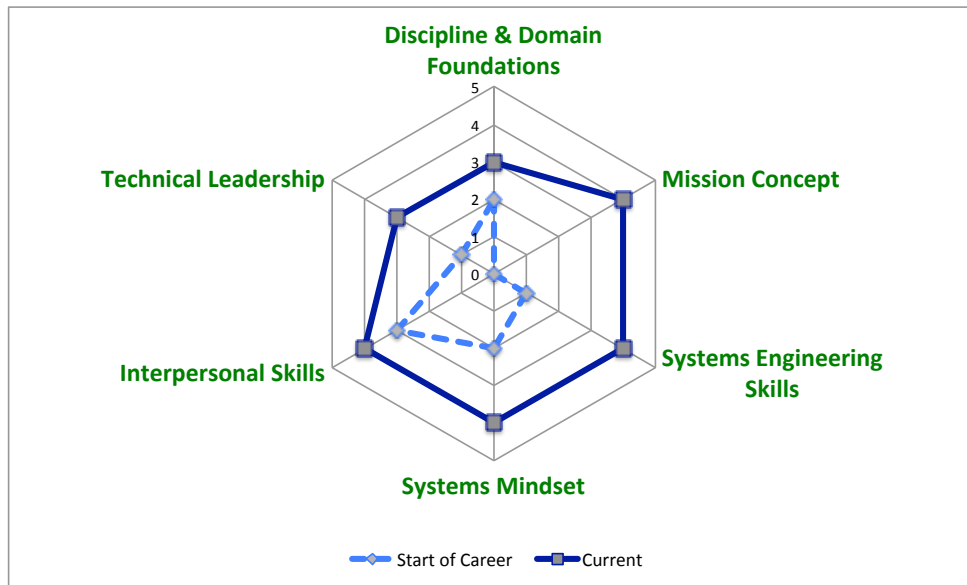 Discipline & Domain
Foundations
5
4
3
2
1
0
Technical Leadership
Mission Concept
Interpersonal Skills
Systems Engineering
Skills
Systems Mindset
Start of Career
Current